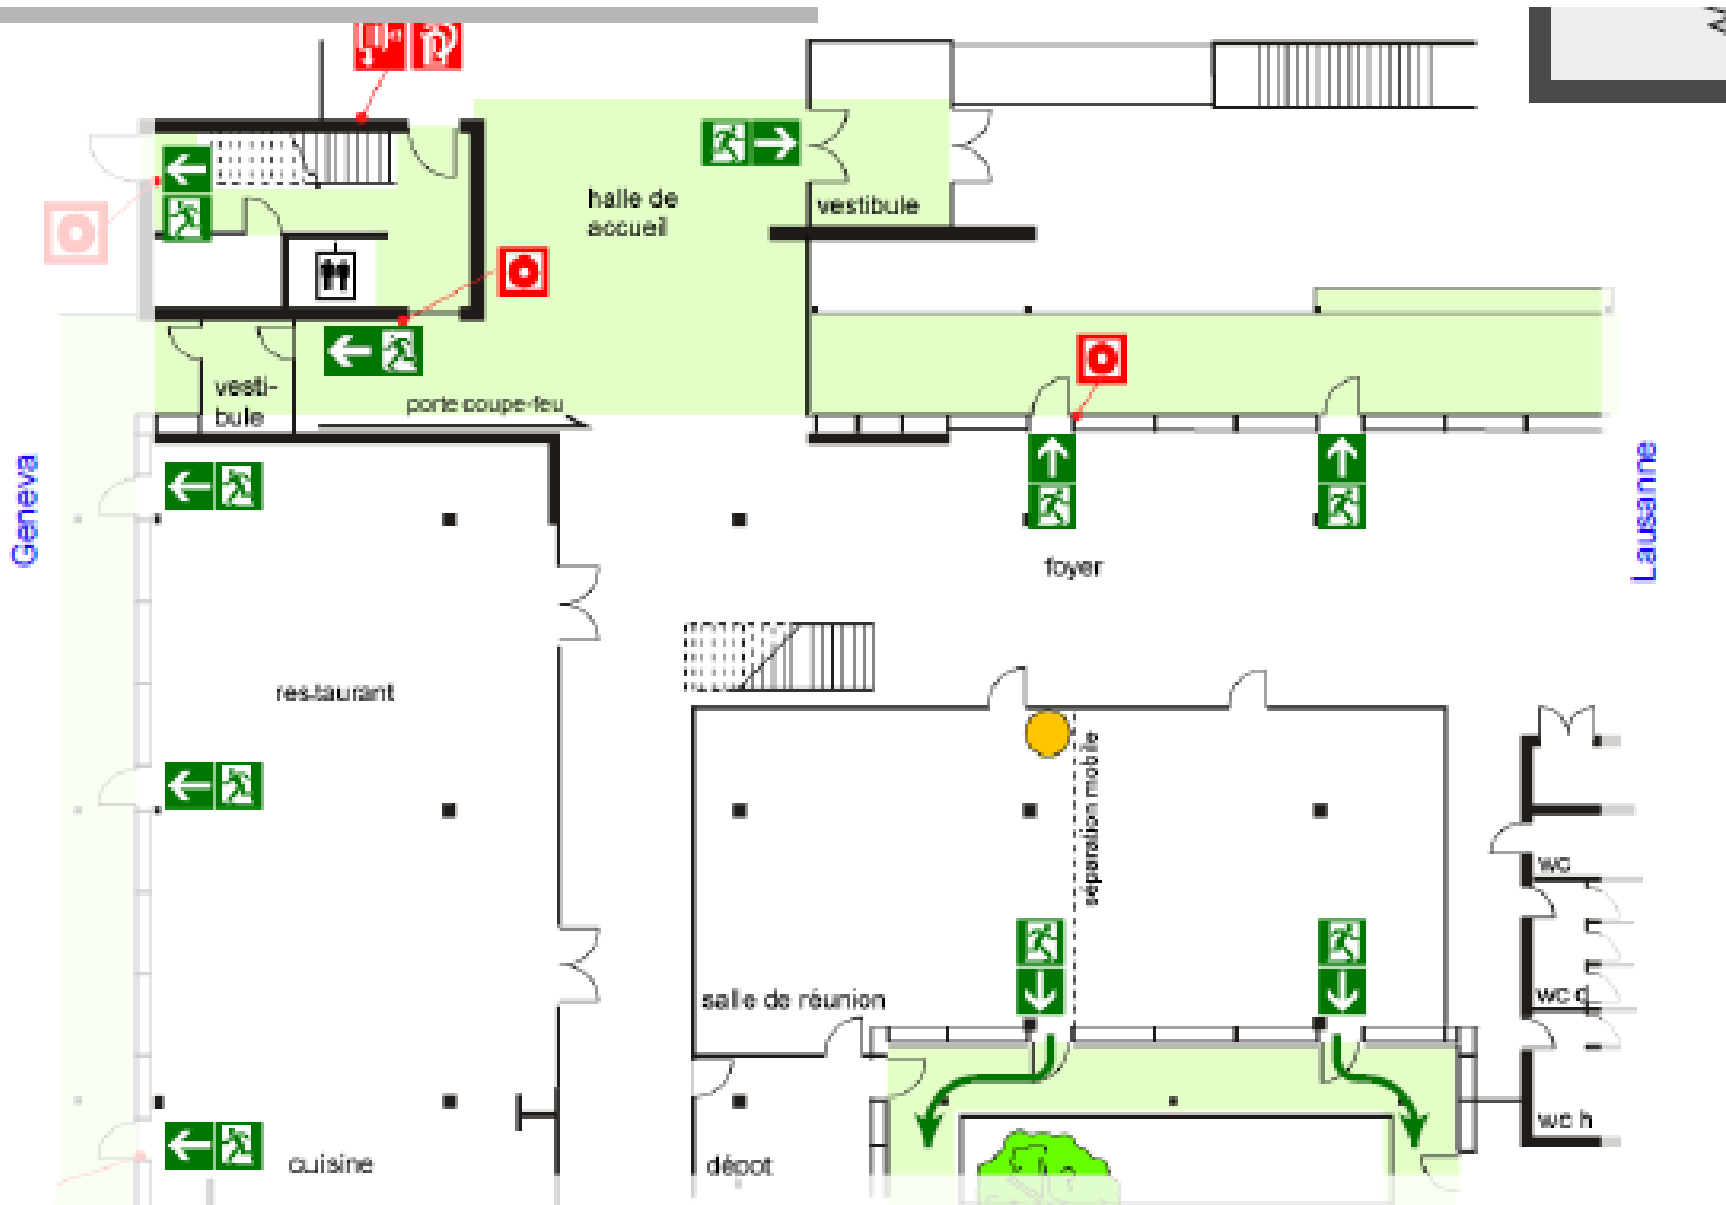 halle de
accueil
vestibule
vesti-
bule
porte coupe-feu
Geneva
Lausanne
foyer
restaurant
séparation mobile
wc
salle de réunion
wc d
wc h
cuisine
dépot